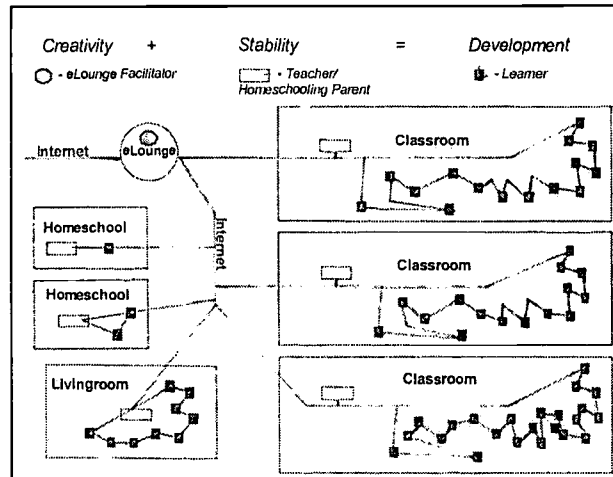 Creativity + Stability = Development
- eLounge Facilitator
- Teacher/
Homeschooling Parent
- Learner
Internet
eLounge
Classroom
Homeschool
Internet
Homeschool
Classroom
Livingroom
Classroom